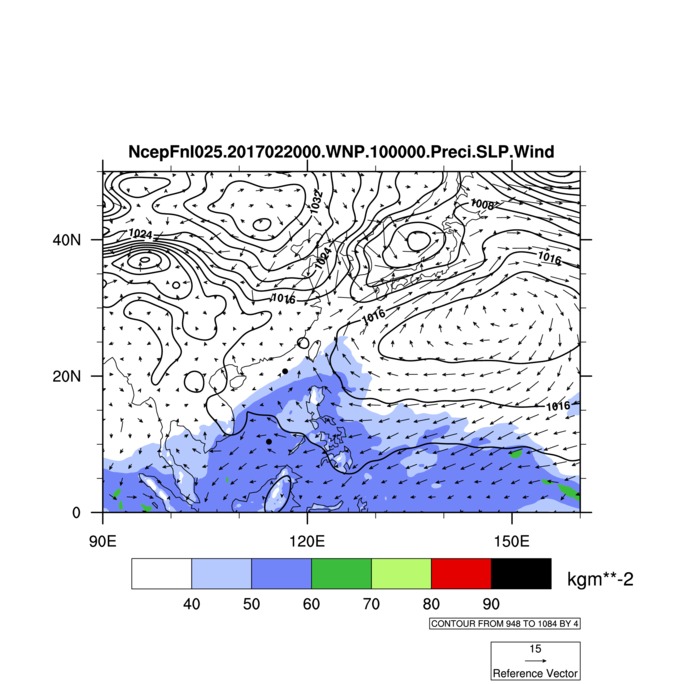 NcepFnl025.2017022000.WNP.100000.Preci.SLP.Wind
1032
1008
1024
40N
1024
1016
1016
1016
20N
1016
0
90E 120E 150E
kgm**-2
40 50 60 70 80 90
CONTOUR FROM 948 TO 1084 BY 4
15
Reference Vector